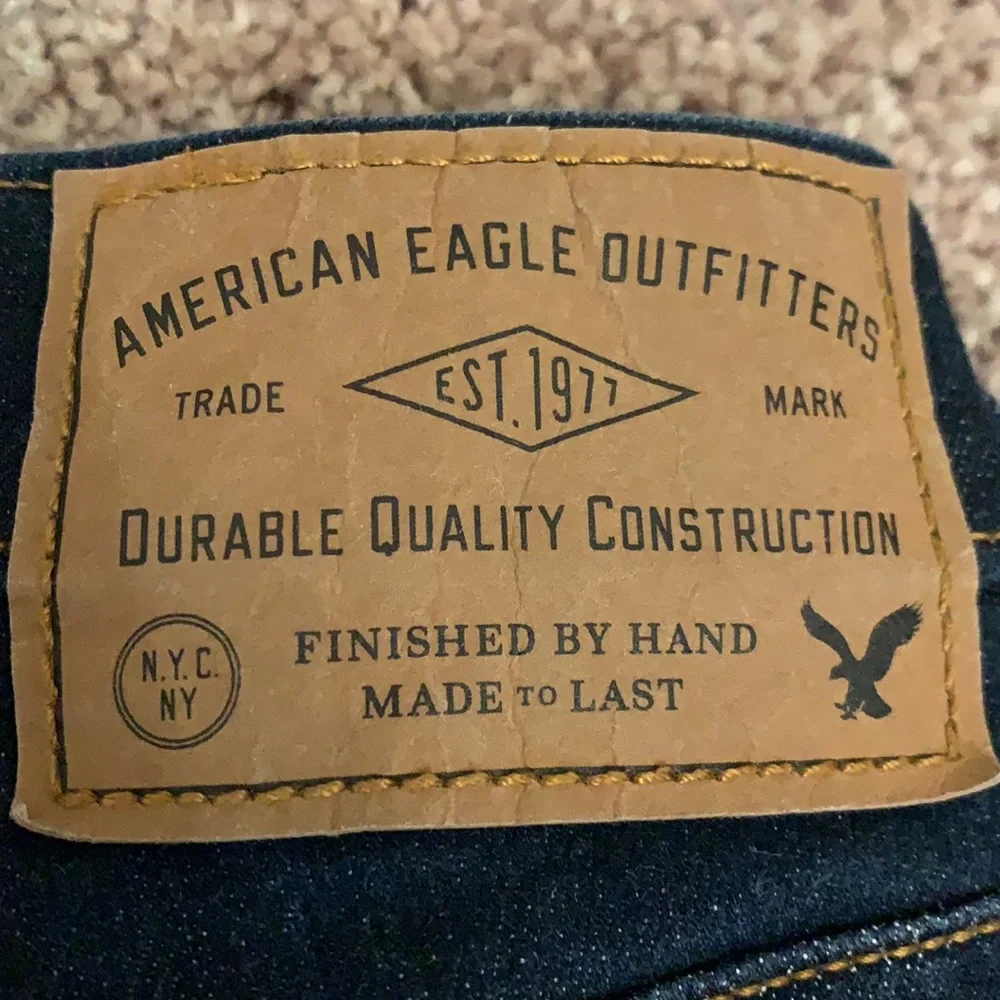 AMERICAN EAGLE OUTFITTERS
TRADE EST. 1977 MARK
DURABLE QUALITY CONSTRUCTION
N.Y.C.
NY
FINISHED BY HAND
MADE TO LAST